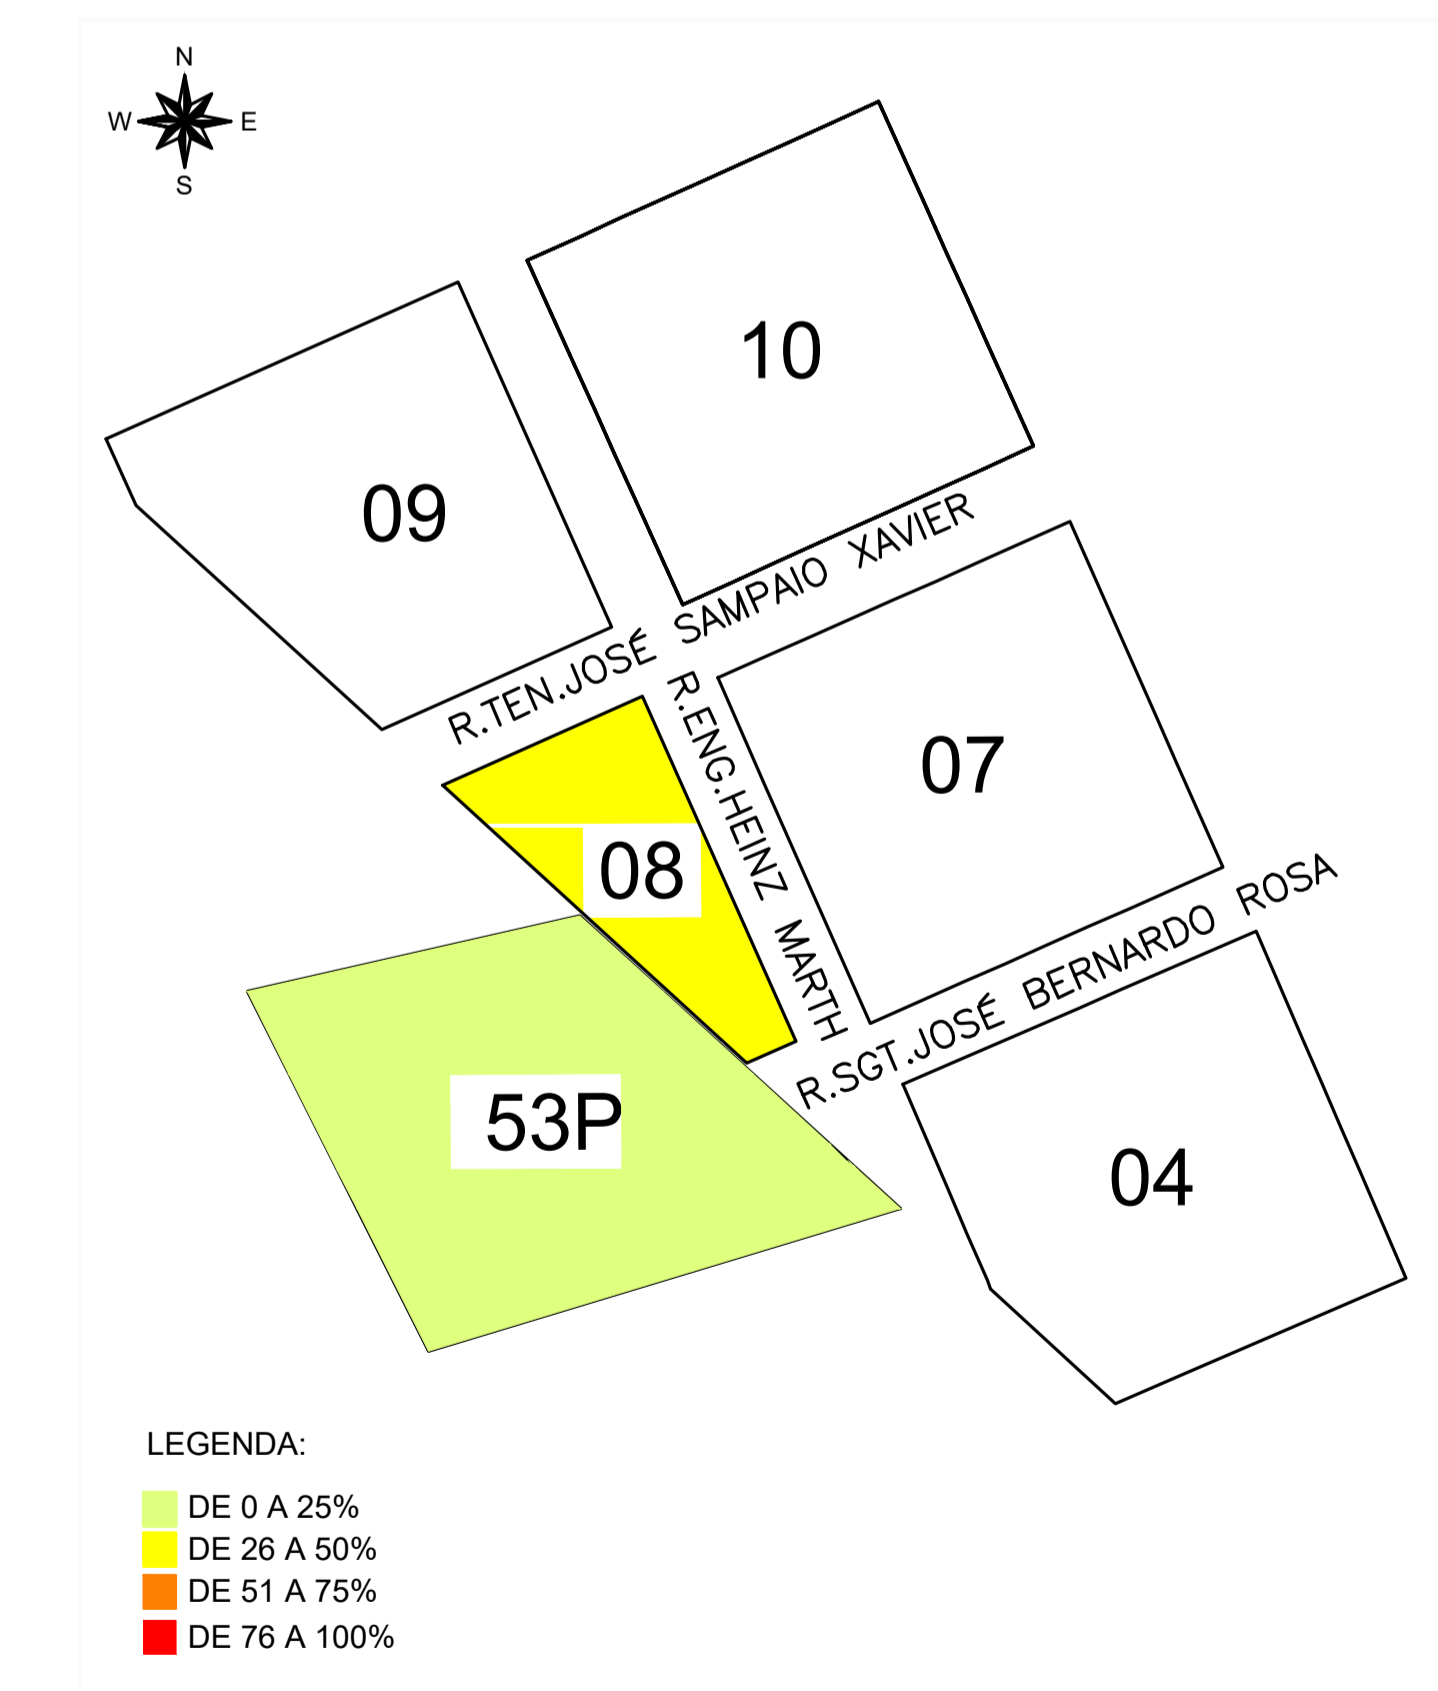 N
W E
S
10
09
R.TEN.JOSÉ SAMPAIO XAVIER
R.ENG.HEINZ MARTH
07
08
R.SGT.JOSÉ BERNARDO ROSA
53P
04
LEGENDA:
DE 0 A 25%
DE 26 A 50%
DE 51 A 75%
DE 76 A 100%